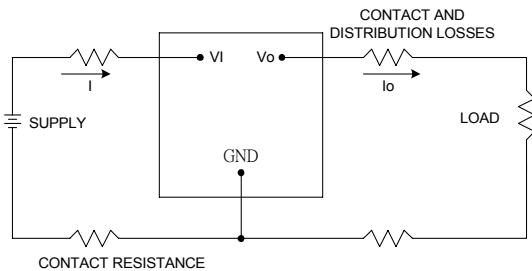 CONTACT AND
DISTRIBUTION LOSSES
VI
Vo
I
Io
SUPPLY
LOAD
GND
CONTACT RESISTANCE